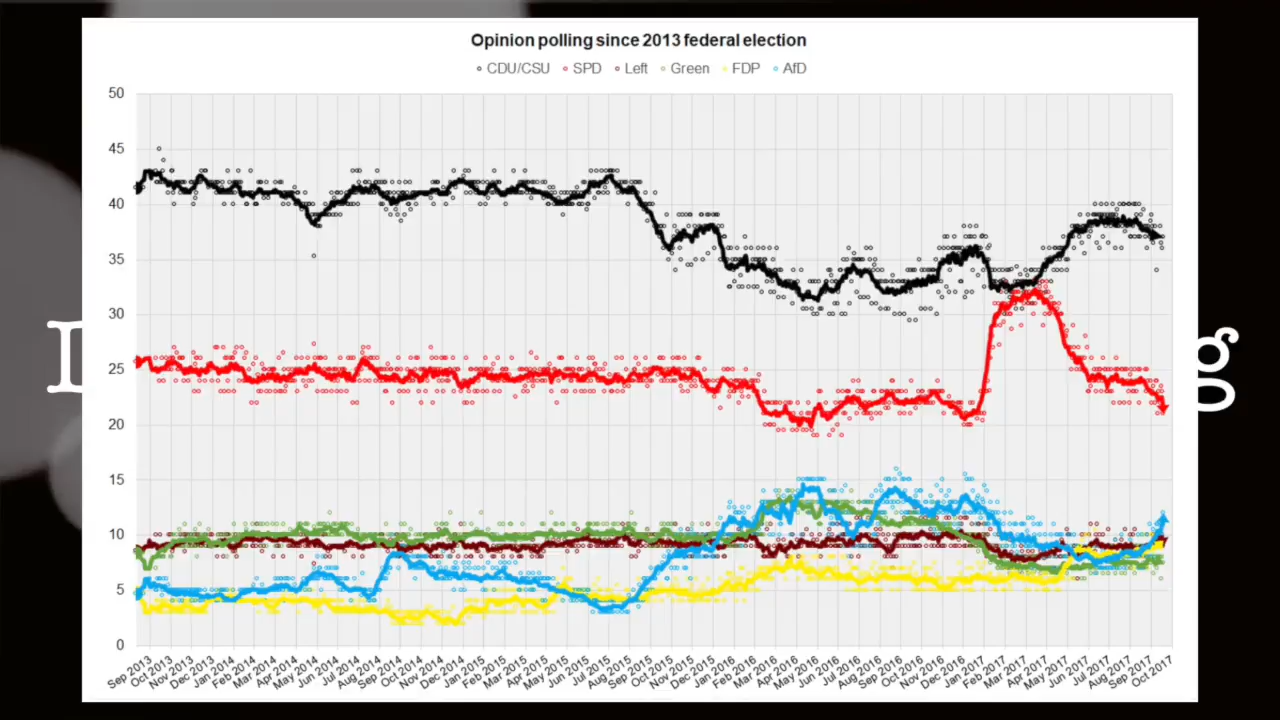 Opinion polling since 2013 federal election
CDU/CSU SPD Left Green FDP AfD
50
45
40
35
30
25
20
15
10
5
0
Sep 2013 Oct 2013 Nov 2013 Dec 2013 Jan 2014 Feb 2014 Mar 2014 Apr 2014 May 2014 Jun 2014 Jul 2014 Aug 2014 Sep 2014 Oct 2014 Nov 2014 Dec 2014 Jan 2015 Feb 2015 Mar 2015 Apr 2015 May 2015 Jun 2015 Jul 2015 Aug 2015 Sep 2015 Oct 2015 Nov 2015 Dec 2015 Jan 2016 Feb 2016 Mar 2016 Apr 2016 May 2016 Jun 2016 Jul 2016 Aug 2016 Sep 2016 Oct 2016 Nov 2016 Dec 2016 Jan 2017 Feb 2017 Mar 2017 Apr 2017 May 2017 Jun 2017 Jul 2017 Aug 2017 Sep 2017 Oct 2017
g